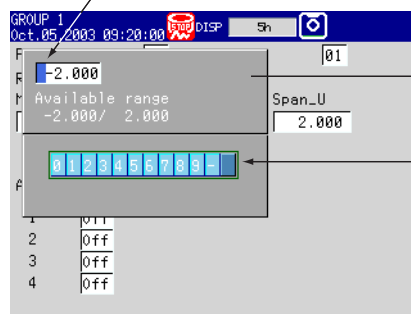 GROUP 1
Oct.05,2003 09:20:00 STOP DISP 5h
01
-2.000
Available range
-2.000/ 2.000
Span_U
2.000
0 1 2 3 4 5 6 7 8 9 -
1 Off
2 Off
3 Off
4 Off